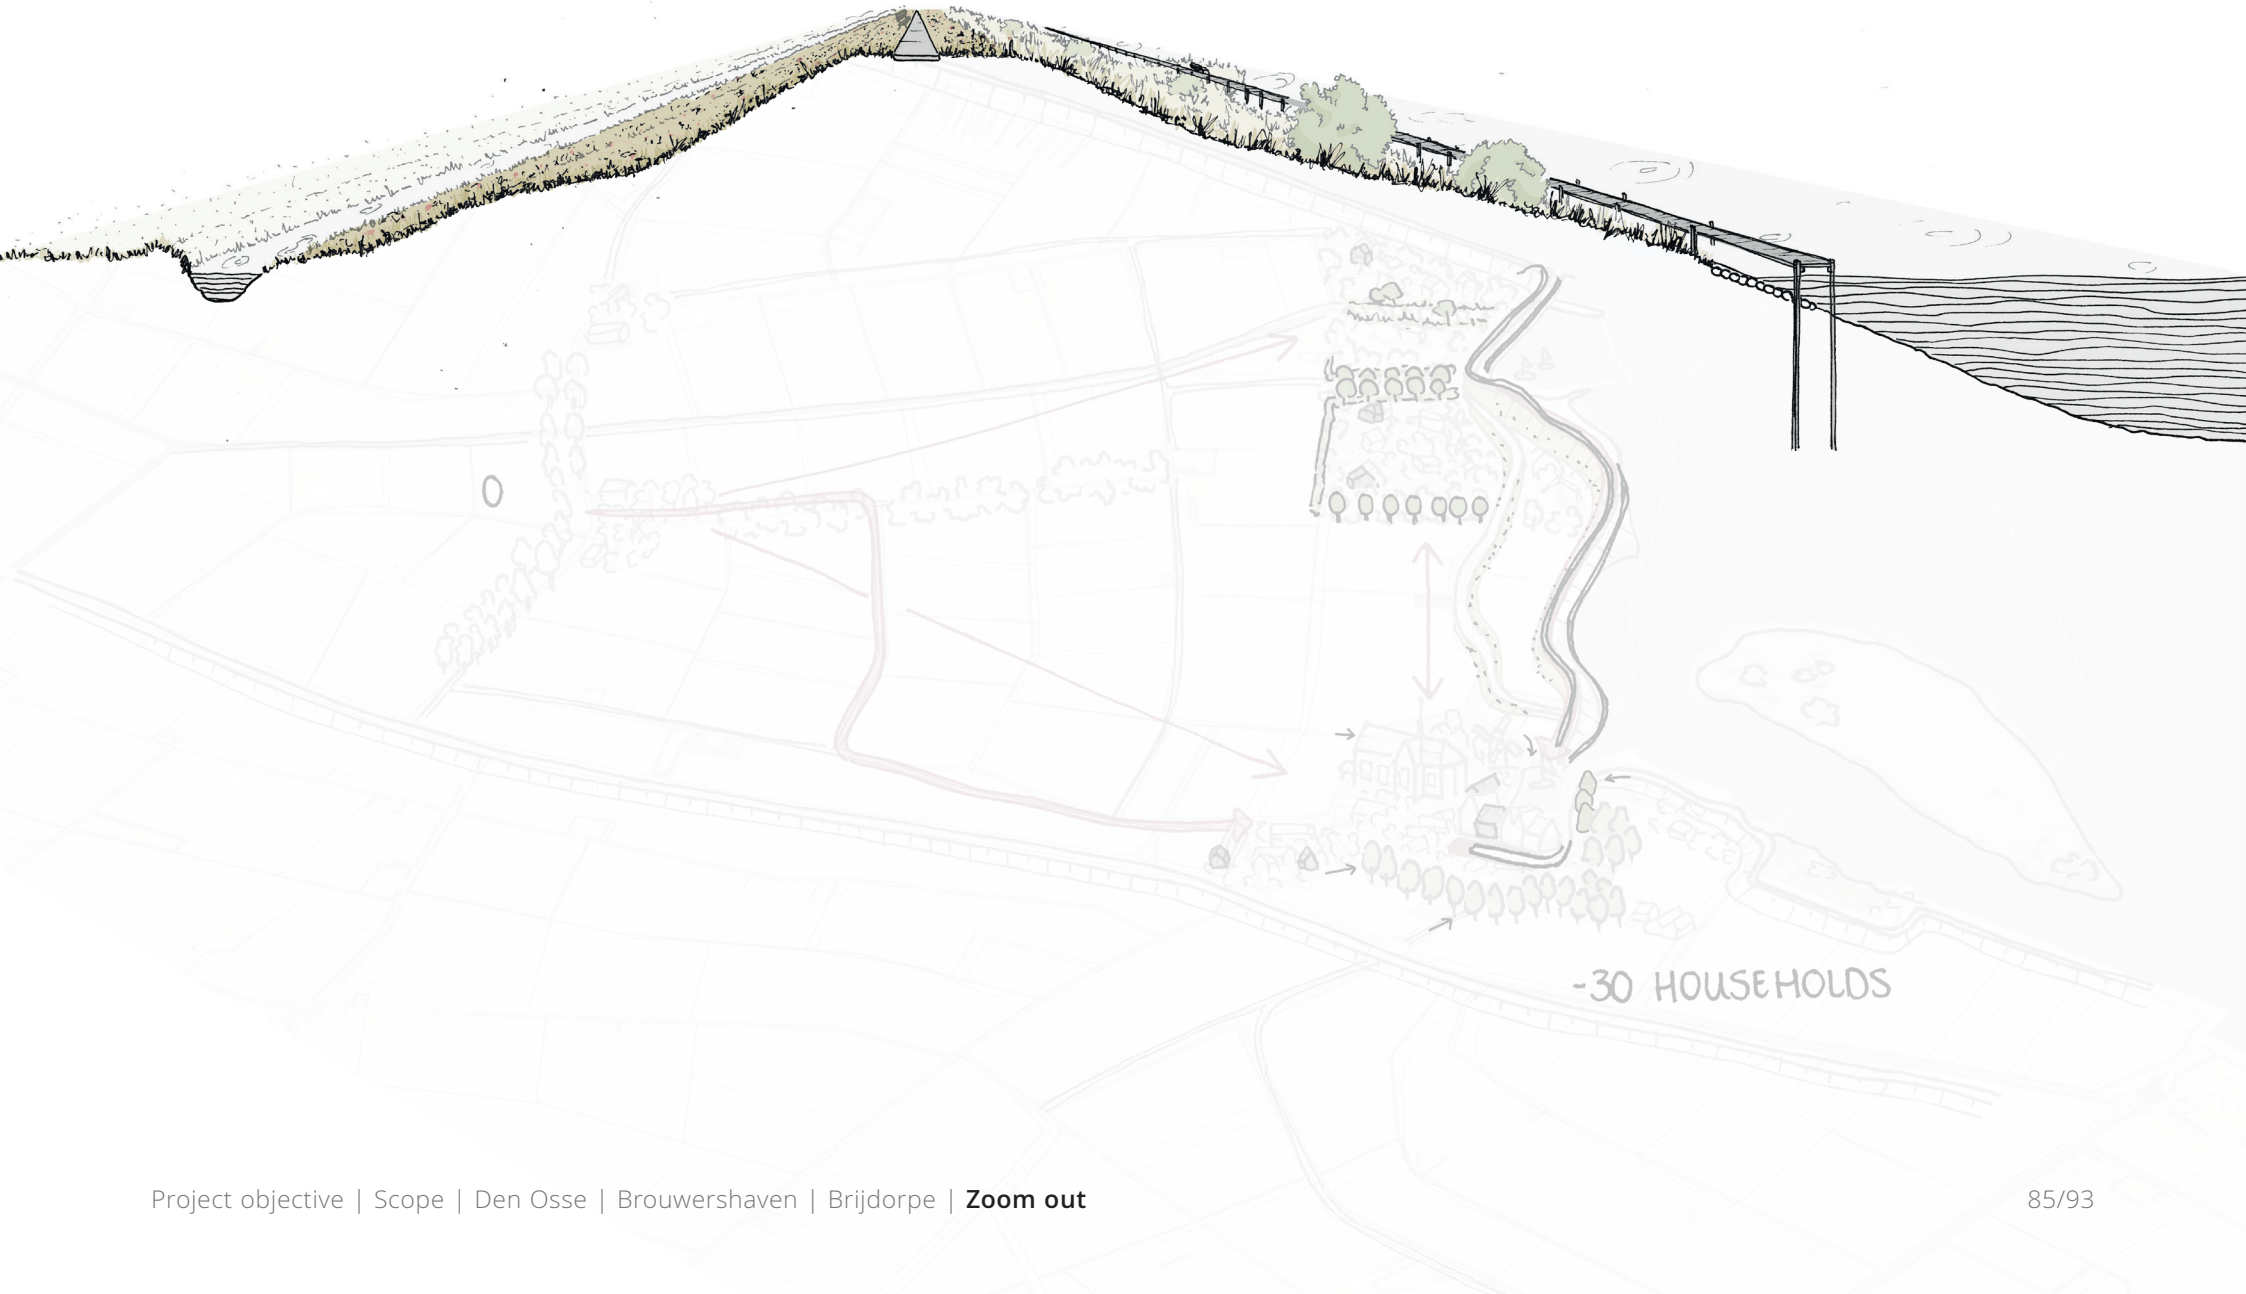 0
-30 HOUSEHOLDS
Project objective | Scope | Den Osse | Brouwershaven | Brijdorpe | Zoom out
85/93